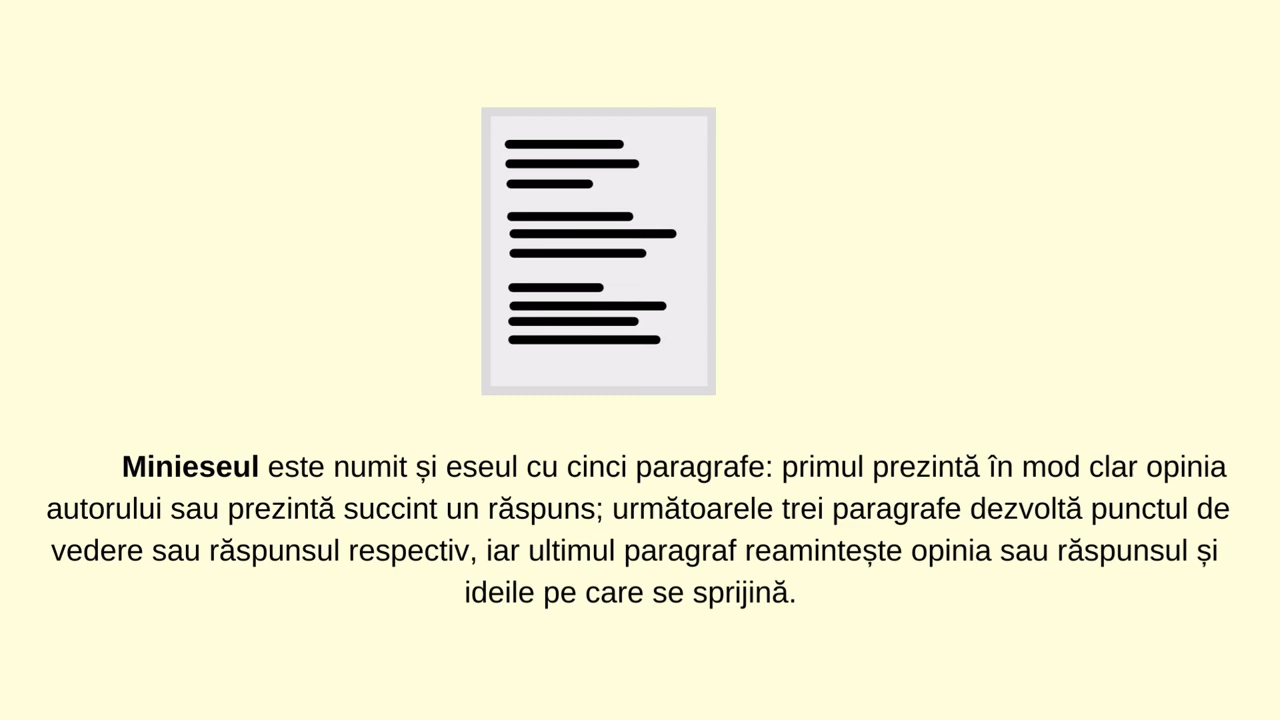 Minieseul este numit și eseul cu cinci paragrafe: primul prezintă în mod clar opinia
autorului sau prezintă succint un răspuns; următoarele trei paragrafe dezvoltă punctul de
vedere sau răspunsul respectiv, iar ultimul paragraf reamintește opinia sau răspunsul și
ideile pe care se sprijină.